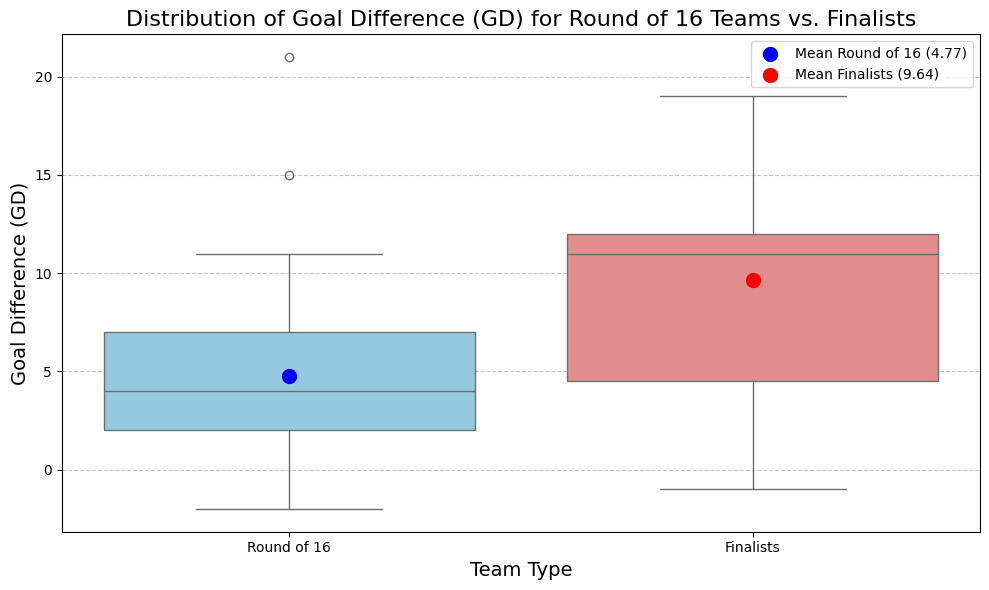 Distribution of Goal Difference (GD) for Round of 16 Teams vs. Finalists
Mean Round of 16 (4.77)
Mean Finalists (9.64)
Goal Difference (GD)
20
15
10
5
0
Round of 16
Finalists
Team Type